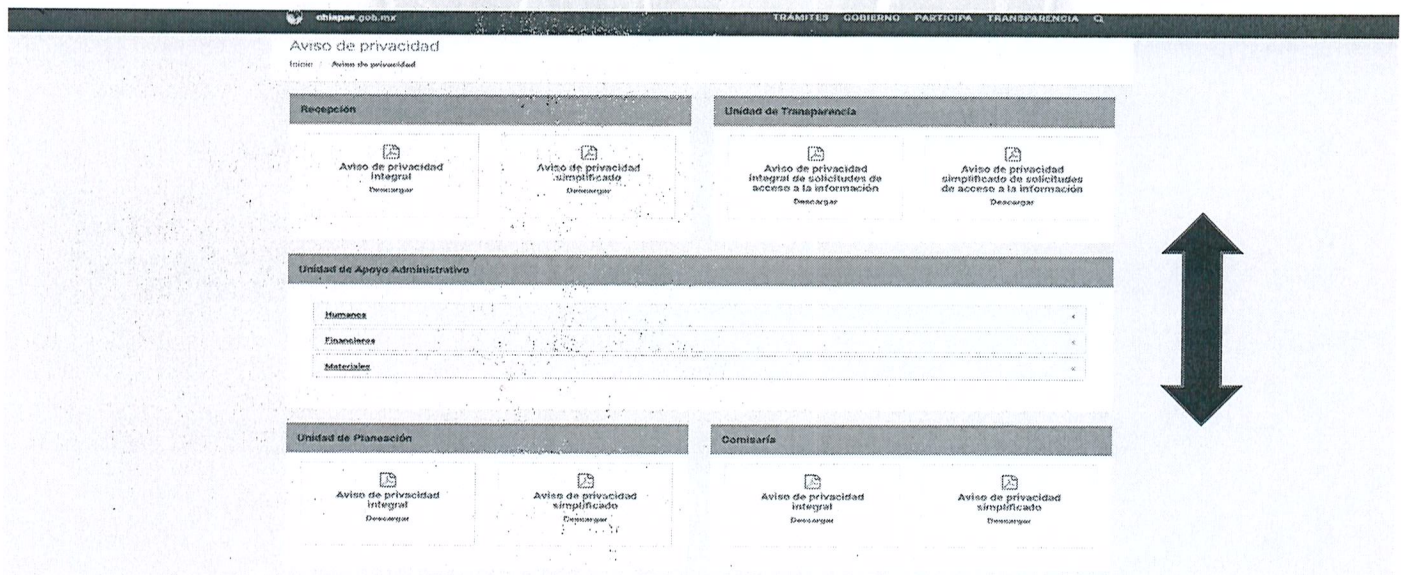 chiapas.gob.mx
TRÁMITES GOBIERNO PARTICIPA TRANSPARENCIA
Aviso de privacidad
Inicio / Aviso de privacidad
Recepción
Aviso de privacidad
integral
Descargar
Aviso de privacidad
simplificado
Descargar
Unidad de Transparencia
Aviso de privacidad
integral de solicitudes de
acceso a la información
Descargar
Aviso de privacidad
simplificado de solicitudes
de acceso a la información
Descargar
Unidad de Apoyo Administrativo
Humanos
Financieros
Materiales
Unidad de Planeación
Aviso de privacidad
integral
Descargar
Aviso de privacidad
simplificado
Descargar
Comisaría
Aviso de privacidad
integral
Descargar
Aviso de privacidad
simplificado
Descargar